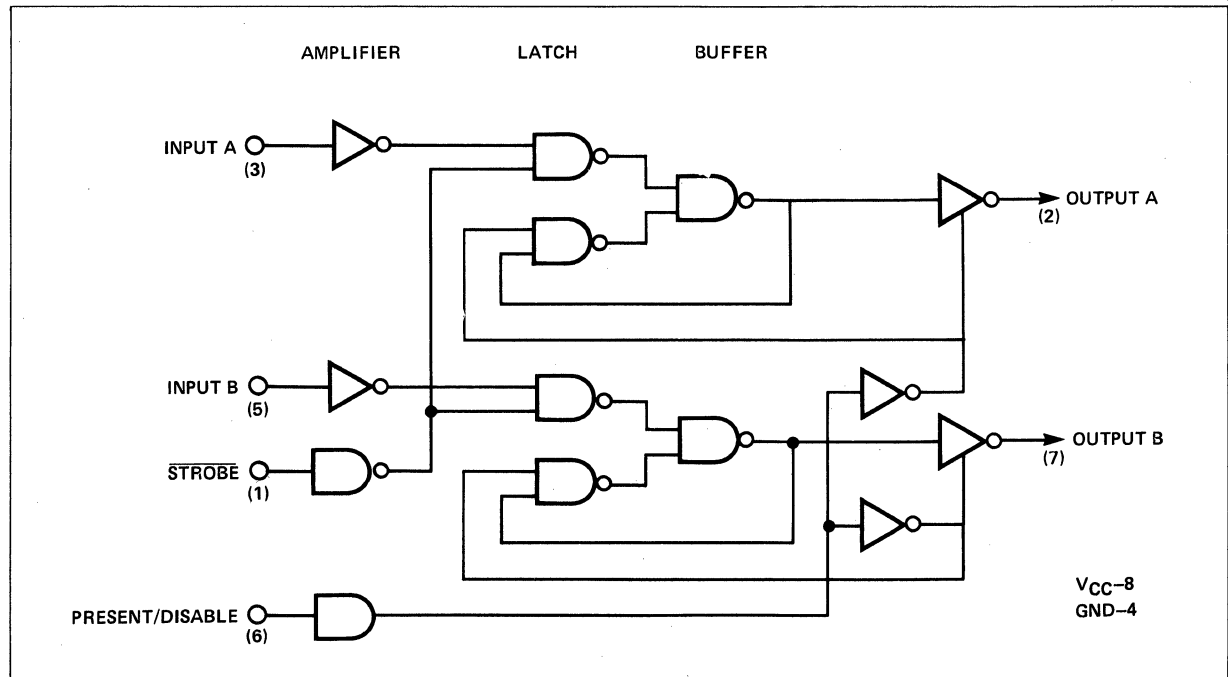 AMPLIFIER LATCH BUFFER
INPUT A
(3)
OUTPUT A
(2)
INPUT B
(5)
OUTPUT B
(7)
STROBE
(1)
PRESENT/DISABLE
(6)
VCC–8
GND–4